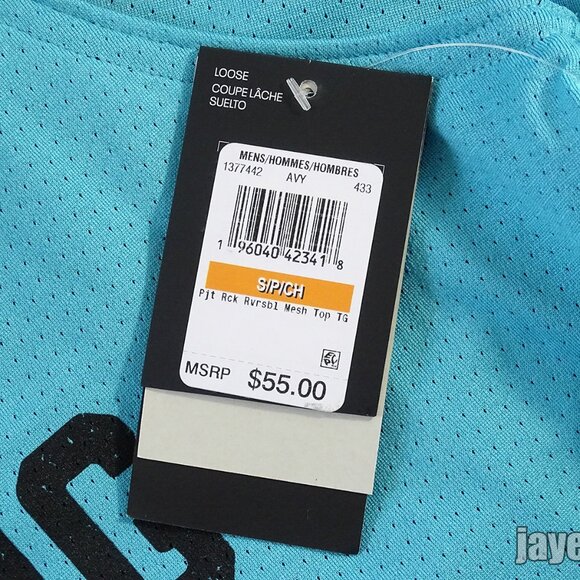 LOOSE
COUPE LÂCHE
SUELTO
MENS/HOMMES/HOMBRES
1377442 AVY 433
1 96040 42341 8
S/P/CH
Pjt Rck Rvrsbl Mesh Top TG
MSRP $55.00
G
jaye